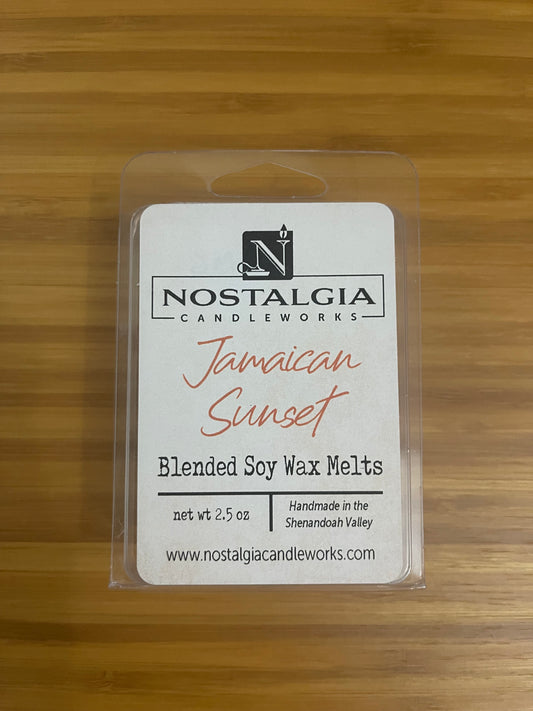 N
NOSTALGIA
CANDLEWORKS
Jamaican
Sunset
Blended Soy Wax Melts
net wt 2.5 oz
Handmade in the
Shenandoah Valley
www.nostalgiacandleworks.com